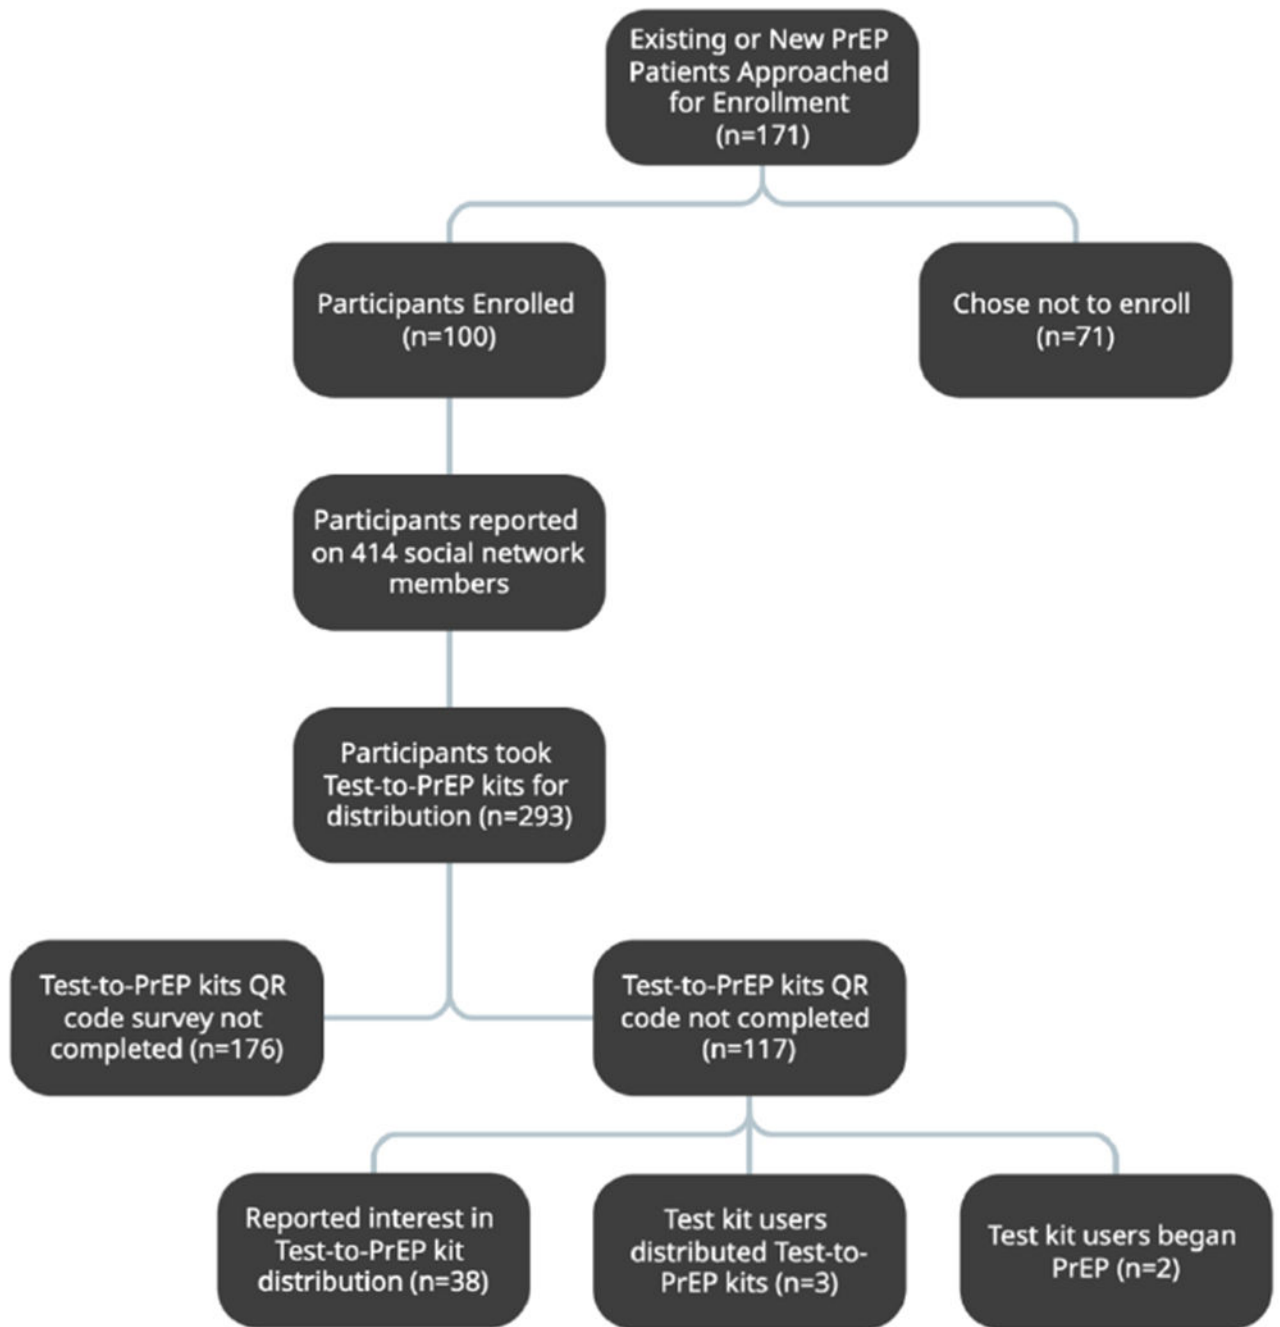 Existing or New PrEP
Patients Approached
for Enrollment
(n=171)
Participants Enrolled
(n=100)
Chose not to enroll
(n=71)
Participants reported
on 414 social network
members
Participants took
Test-to-PrEP kits for
distribution (n=293)
Test-to-PrEP kits QR
code survey not
completed (n=176)
Test-to-PrEP kits QR
code not completed
(n=117)
Reported interest in
Test-to-PrEP kit
distribution (n=38)
Test kit users
distributed Test-to-
PrEP kits (n=3)
Test kit users began
PrEP (n=2)